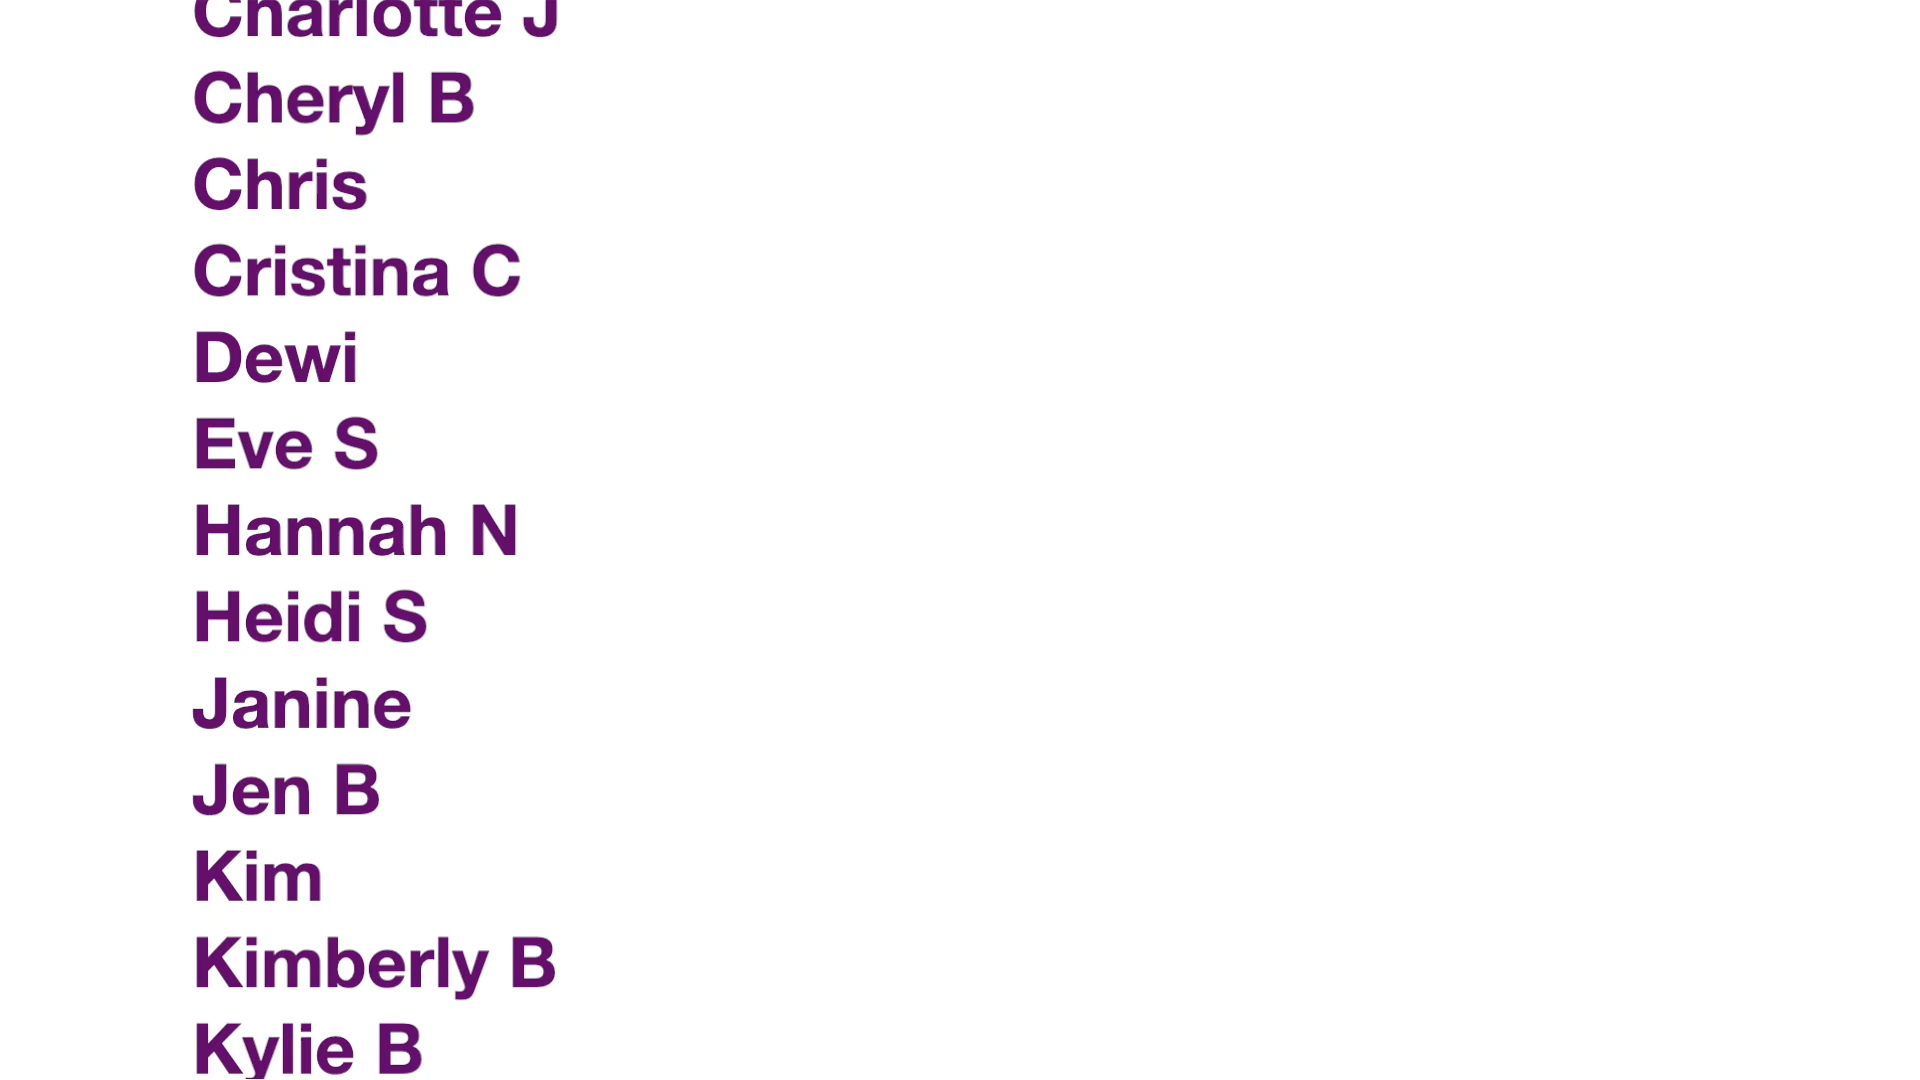 Charlotte J
Cheryl B
Chris
Cristina C
Dewi
Eve S
Hannah N
Heidi S
Janine
Jen B
Kim
Kimberly B
Kylie B